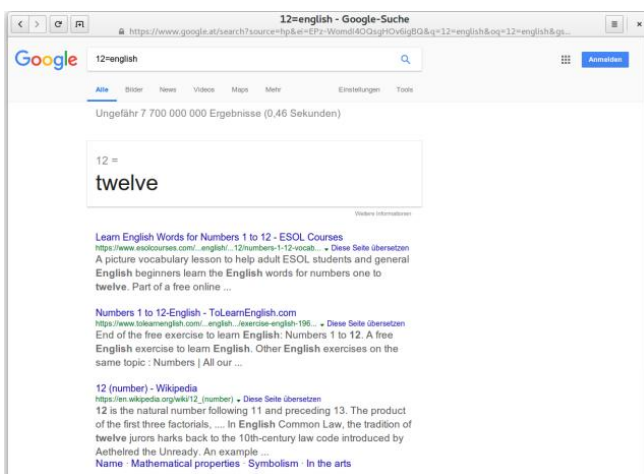 12=english - Google-Suche
https://www.google.at/search?source=hp&ei=EPz-WomdI4OQsgHOv6igBQ&q=12=english&oq=12=english&gs...
Google
12=english
Anmelden
Alle Bilder News Videos Maps Mehr Einstellungen Tools
Ungefähr 7 700 000 000 Ergebnisse (0,46 Sekunden)
12 =
twelve
Weitere Informationen
Learn English Words for Numbers 1 to 12 - ESOL Courses
https://www.esolcourses.com/...english/...12/numbers-1-12-vocab... Diese Seite übersetzen
A picture vocabulary lesson to help adult ESOL students and general
English beginners learn the English words for numbers one to
twelve. Part of a free online ...
Numbers 1 to 12-English - ToLearnEnglish.com
https://www.tolearnenglish.com/...english.../exercise-english-196... Diese Seite übersetzen
End of the free exercise to learn English: Numbers 1 to 12. A free
English exercise to learn English. Other English exercises on the
same topic : Numbers | All our ...
12 (number) - Wikipedia
https://en.wikipedia.org/wiki/12_(number) Diese Seite übersetzen
12 is the natural number following 11 and preceding 13. The product
of the first three factorials, .... In English Common Law, the tradition of
twelve jurors harks back to the 10th-century law code introduced by
Aethelred the Unready. An example ...
Name · Mathematical properties · Symbolism · In the arts